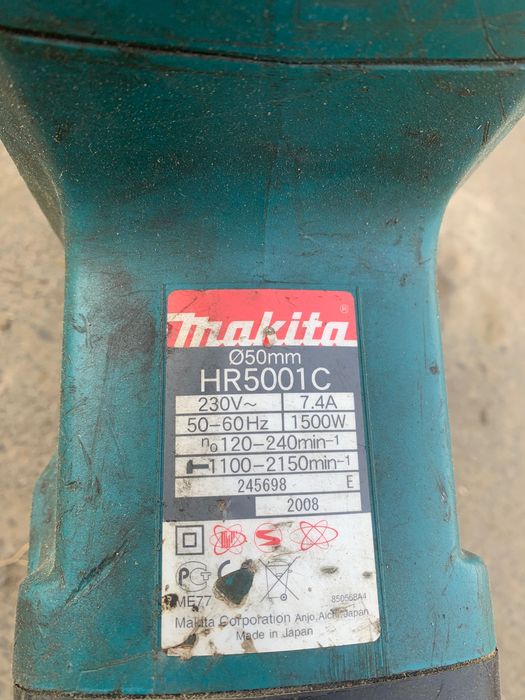 Makita ®
Ø50mm
HR5001C
230V~ 7.4A
50-60Hz 1500W
n₀120-240min⁻¹
1100-2150min⁻¹
245698 E
2008
ME77
850568A4
Makita Corporation Anjo, Aichi, Japan
Made in Japan